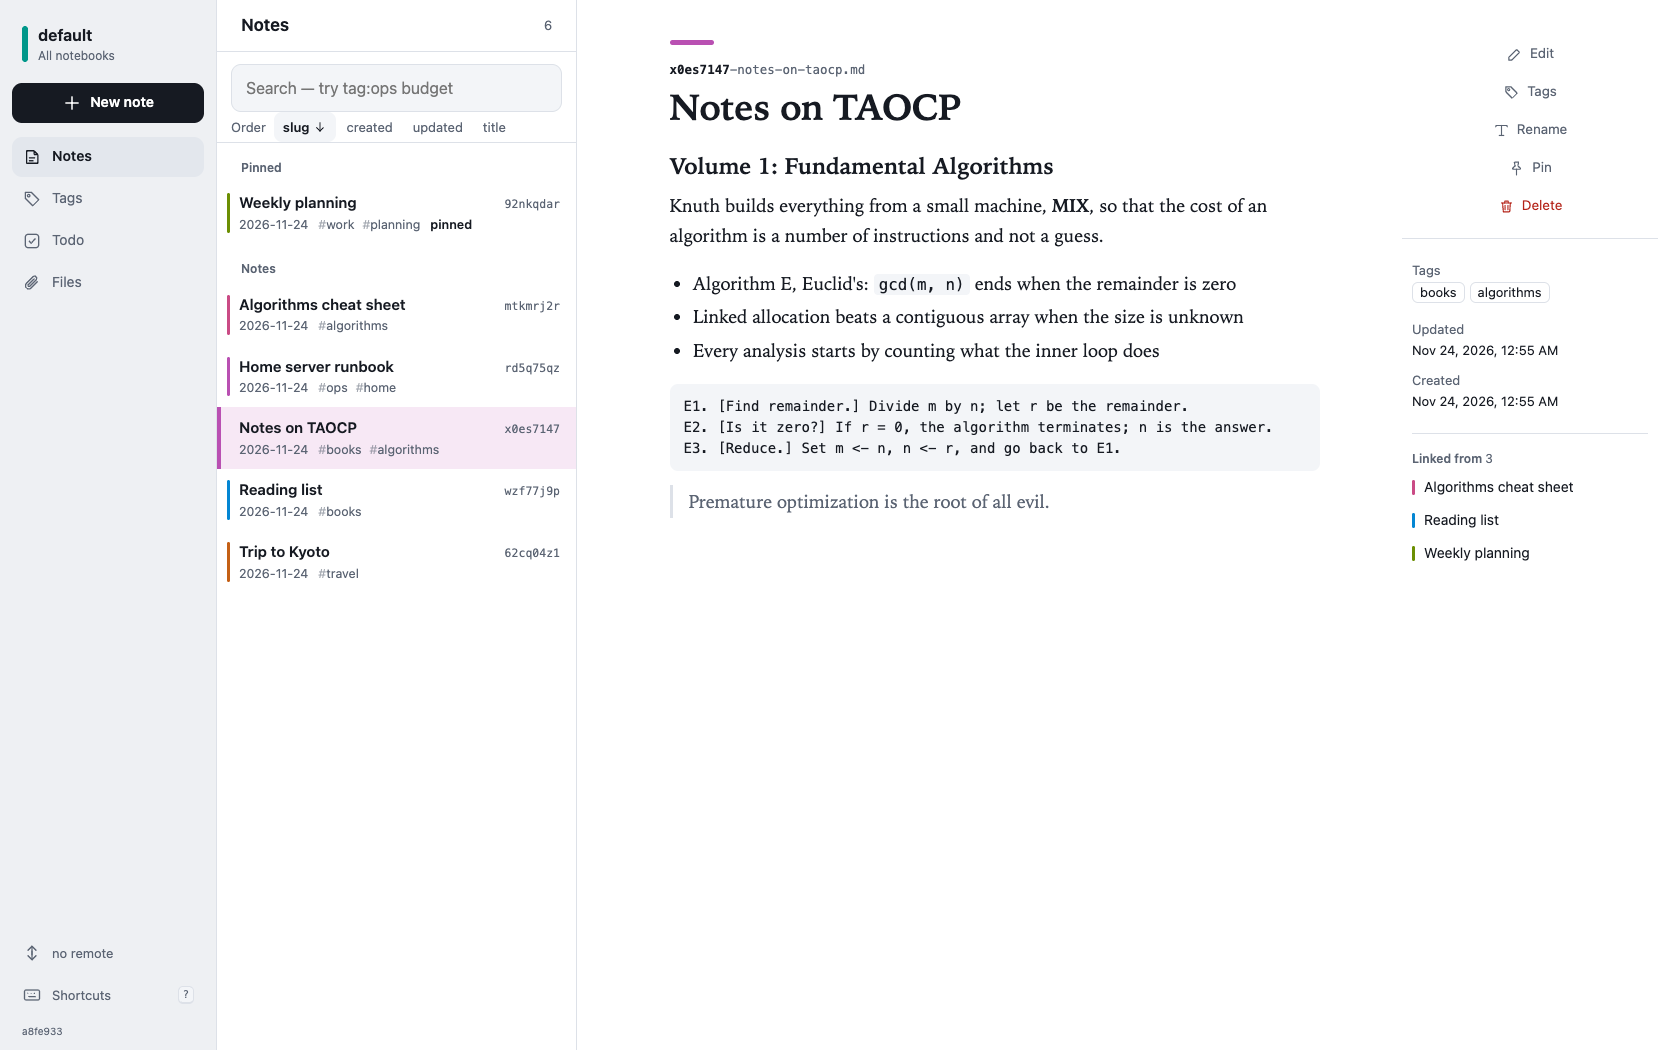 default
All notebooks
New note
Notes
Tags
Todo
Files
no remote
Shortcuts ?
a8fe933
Notes 6
Search — try tag:ops budget
Order slug ↓ created updated title
Pinned
Weekly planning 92nkqdar
2026-11-24 #work #planning pinned
Notes
Algorithms cheat sheet mtkmrj2r
2026-11-24 #algorithms
Home server runbook rd5q75qz
2026-11-24 #ops #home
Notes on TAOCP x0es7147
2026-11-24 #books #algorithms
Reading list wzf77j9p
2026-11-24 #books
Trip to Kyoto 62cq04z1
2026-11-24 #travel
x0es7147-notes-on-taocp.md
Notes on TAOCP
Volume 1: Fundamental Algorithms
Knuth builds everything from a small machine, MIX, so that the cost of an
algorithm is a number of instructions and not a guess.
• Algorithm E, Euclid's: gcd(m, n) ends when the remainder is zero
• Linked allocation beats a contiguous array when the size is unknown
• Every analysis starts by counting what the inner loop does
E1. [Find remainder.] Divide m by n; let r be the remainder.
E2. [Is it zero?] If r = 0, the algorithm terminates; n is the answer.
E3. [Reduce.] Set m <- n, n <- r, and go back to E1.
Premature optimization is the root of all evil.
Edit
Tags
Rename
Pin
Delete
Tags
books algorithms
Updated
Nov 24, 2026, 12:55 AM
Created
Nov 24, 2026, 12:55 AM
Linked from 3
Algorithms cheat sheet
Reading list
Weekly planning